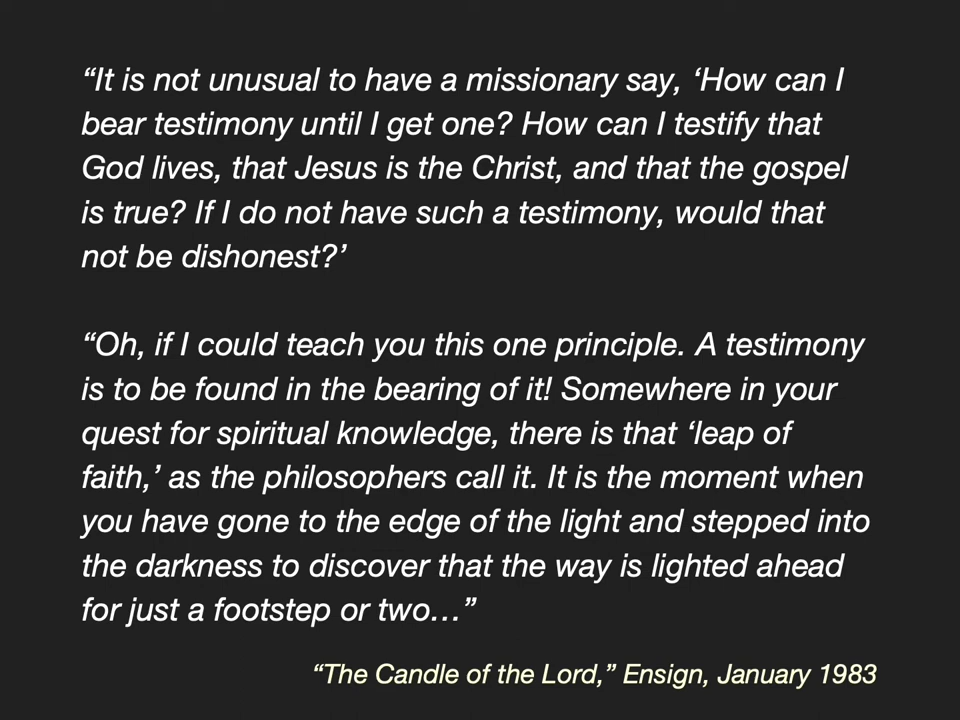 “It is not unusual to have a missionary say, ‘How can I
bear testimony until I get one? How can I testify that
God lives, that Jesus is the Christ, and that the gospel
is true? If I do not have such a testimony, would that
not be dishonest?’
“Oh, if I could teach you this one principle. A testimony
is to be found in the bearing of it! Somewhere in your
quest for spiritual knowledge, there is that ‘leap of
faith,’ as the philosophers call it. It is the moment when
you have gone to the edge of the light and stepped into
the darkness to discover that the way is lighted ahead
for just a footstep or two…”
“The Candle of the Lord,” Ensign, January 1983